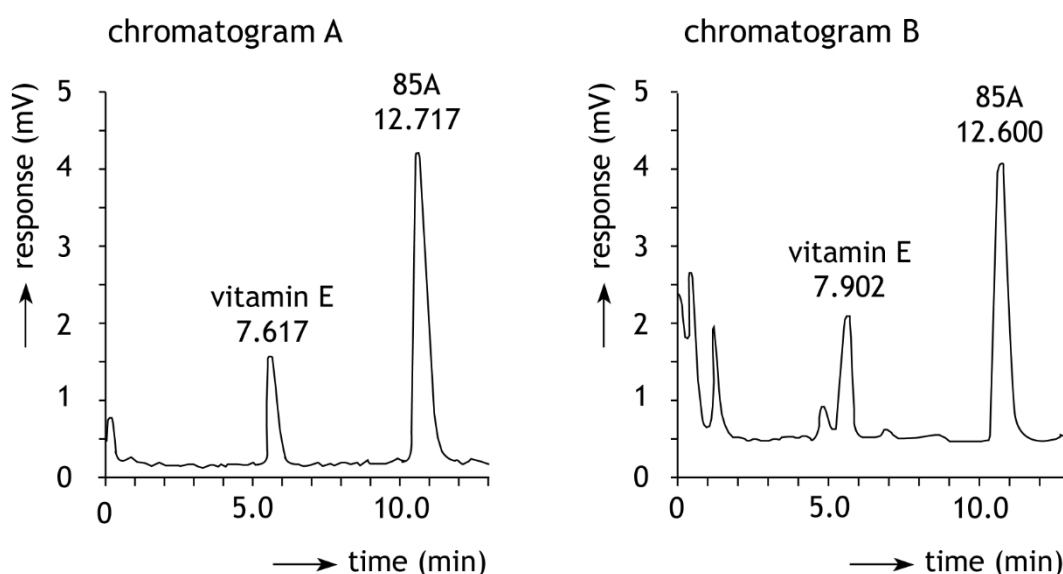 chromatogram A
response (mV)
5
4
3
2
1
0
85A
12.717
vitamin E
7.617
0
5.0
10.0
time (min)
chromatogram B
response (mV)
5
4
3
2
1
0
85A
12.600
vitamin E
7.902
0
5.0
10.0
time (min)